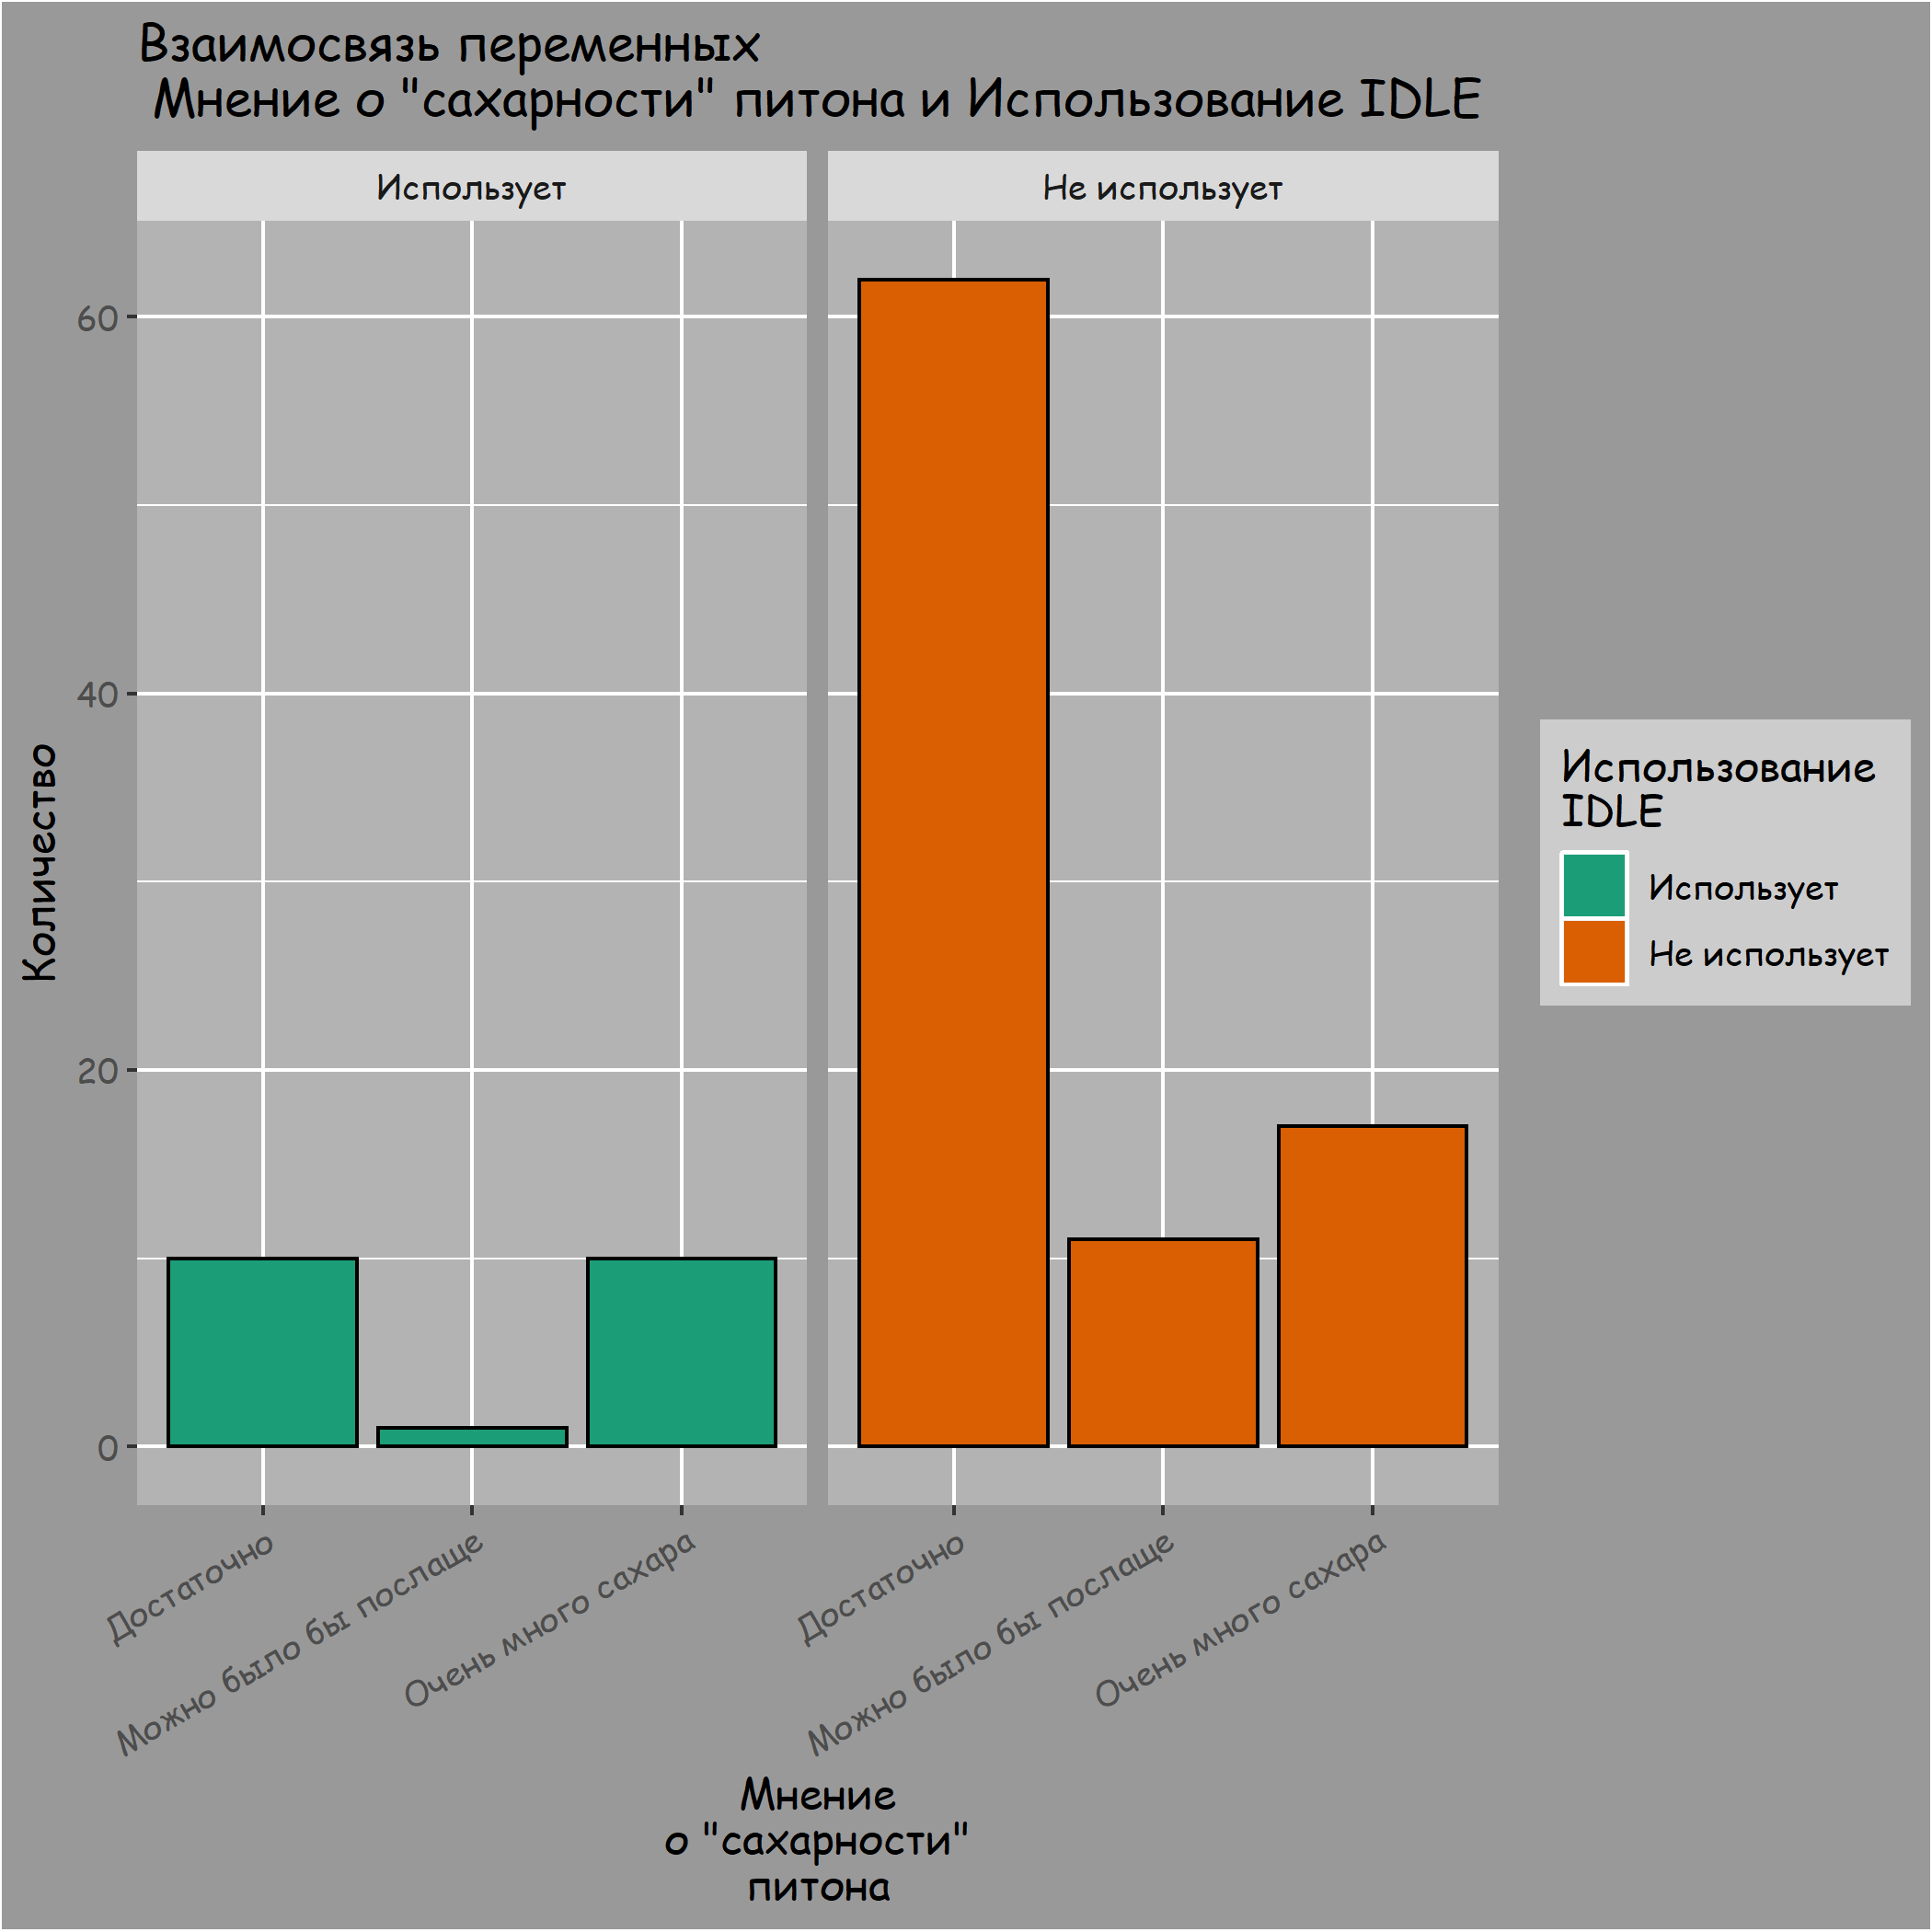 Взаимосвязь переменных
Мнение о "сахарности" питона и Использование IDLE
Использует
Не использует
60
40
20
0
Количество
Достаточно
Можно было бы послаще
Очень много сахара
Достаточно
Можно было бы послаще
Очень много сахара
Мнение
о "сахарности"
питона
Использование
IDLE
Использует
Не использует